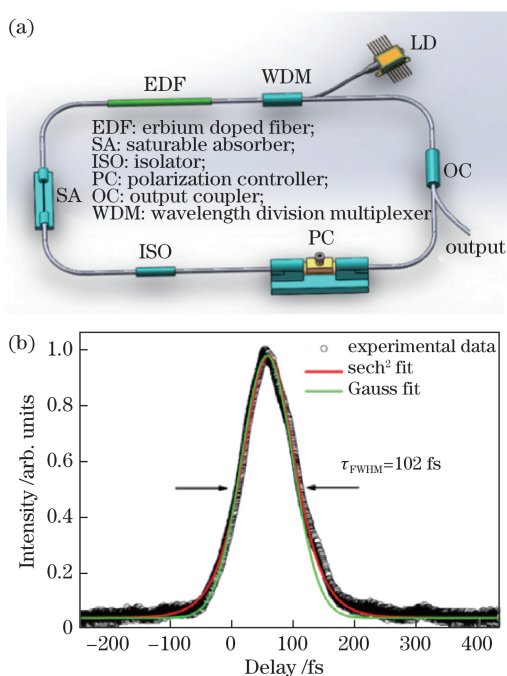 (a)
LD
EDF
WDM
EDF: erbium doped fiber;
SA: saturable absorber;
ISO: isolator;
PC: polarization controller;
OC: output coupler;
WDM: wavelength division multiplexer
SA
OC
PC
ISO
output
(b)
1.0
0.8
0.6
0.4
0.2
0
experimental data
sech² fit
Gauss fit
τFWHM=102 fs
Intensity /arb. units
−200 −100 0 100 200 300 400
Delay /fs